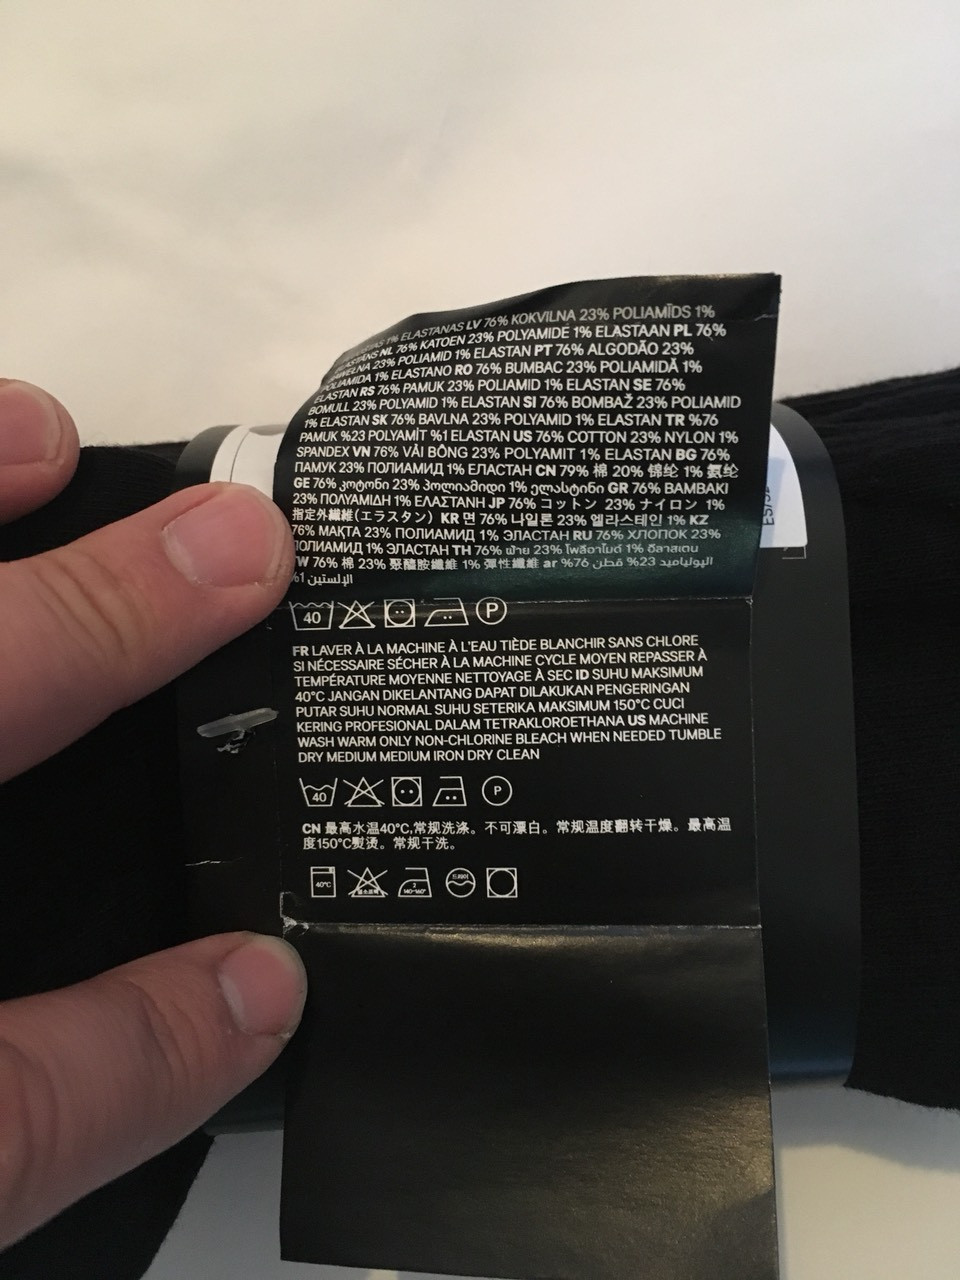 1% ELASTANAS LV 76% KOKVILNA 23% POLIAMĪDS 1%
ELASTĀNS NL 76% KATOEN 23% POLYAMIDE 1% ELASTAAN PL 76%
BAWEŁNA 23% POLIAMID 1% ELASTAN PT 76% ALGODÃO 23%
POLIAMIDA 1% ELASTANO RO 76% BUMBAC 23% POLIAMIDĂ 1%
ELASTAN RS 76% PAMUK 23% POLIAMID 1% ELASTAN SE 76%
BOMULL 23% POLYAMID 1% ELASTAN SI 76% BOMBAŽ 23% POLIAMID
1% ELASTAN SK 76% BAVLNA 23% POLYAMID 1% ELASTAN TR %76
PAMUK %23 POLYAMİT %1 ELASTAN US 76% COTTON 23% NYLON 1%
SPANDEX VN 76% VẢI BÔNG 23% POLYAMIT 1% ELASTAN BG 76%
ПАМУК 23% ПОЛИАМИД 1% ЕЛАСТАН CN 79% 棉 20% 锦纶 1% 氨纶
GE 76% კოტონი 23% პოლიამიდი 1% ელასტინი GR 76% ΒΑΜΒΑΚΙ
23% ΠΟΛΥΑΜΙΔΗ 1% ΕΛΑΣΤΑΝΗ JP 76% コットン 23% ナイロン 1%
指定外繊維(エラスタン) KR 면 76% 나일론 23% 엘라스테인 1% KZ
76% МАҚТА 23% ПОЛИАМИД 1% ЭЛАСТАН RU 76% ХЛОПОК 23%
ПОЛИАМИД 1% ЭЛАСТАН TH 76% ฝ้าย 23% โพลีอาไมด์ 1% อีลาสเตน
TW 76% 棉 23% 聚醯胺纖維 1% 彈性纖維 ar %76 قطن 23% البولياميد
%1 الإلستين
40 P
FR LAVER À LA MACHINE À L'EAU TIÈDE BLANCHIR SANS CHLORE
SI NÉCESSAIRE SÉCHER À LA MACHINE CYCLE MOYEN REPASSER À
TEMPÉRATURE MOYENNE NETTOYAGE À SEC ID SUHU MAKSIMUM
40°C JANGAN DIKELANTANG DAPAT DILAKUKAN PENGERINGAN
PUTAR SUHU NORMAL SUHU SETERIKA MAKSIMUM 150°C CUCI
KERING PROFESIONAL DALAM TETRAKLOROETHANA US MACHINE
WASH WARM ONLY NON-CHLORINE BLEACH WHEN NEEDED TUMBLE
DRY MEDIUM MEDIUM IRON DRY CLEAN
40 P
CN 最高水温40°C,常规洗涤。不可漂白。常规温度翻转干燥。最高温
度150°C熨烫。常规干洗。
40°C 2 140-160° 드라이